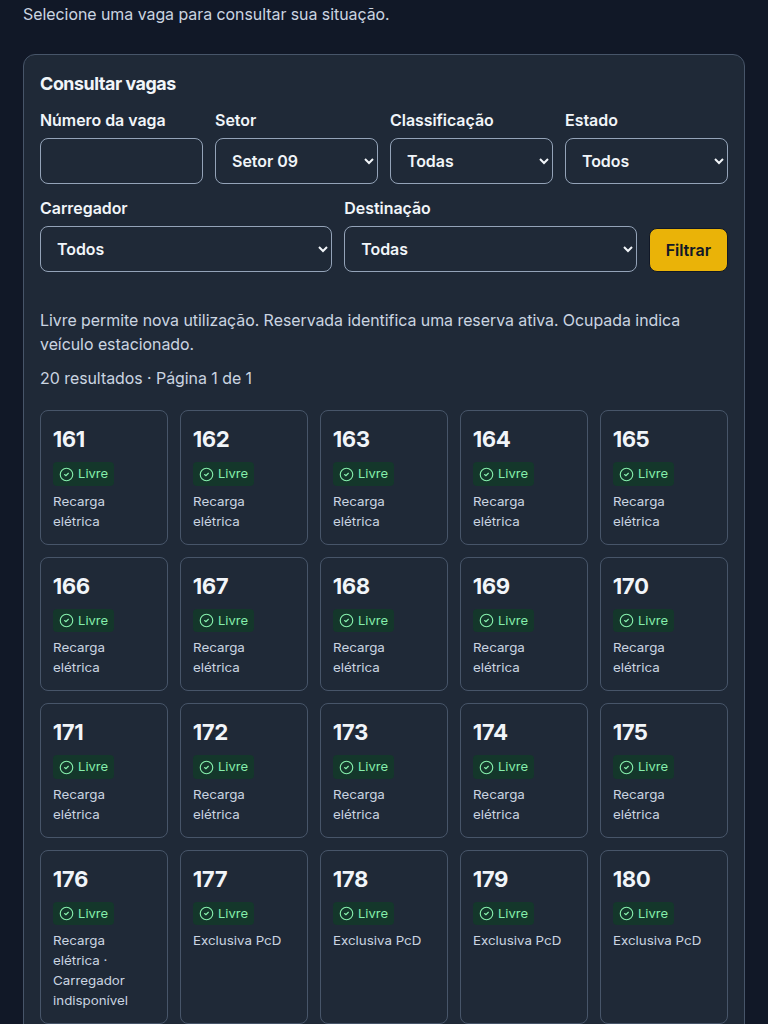 Selecione uma vaga para consultar sua situação.
Consultar vagas
Número da vaga Setor Classificação Estado
Setor 09 Todas Todos
Carregador Destinação
Todos Todas Filtrar
Livre permite nova utilização. Reservada identifica uma reserva ativa. Ocupada indica
veículo estacionado.
20 resultados · Página 1 de 1
161 162 163 164 165
Livre Livre Livre Livre Livre
Recarga Recarga Recarga Recarga Recarga
elétrica elétrica elétrica elétrica elétrica
166 167 168 169 170
Livre Livre Livre Livre Livre
Recarga Recarga Recarga Recarga Recarga
elétrica elétrica elétrica elétrica elétrica
171 172 173 174 175
Livre Livre Livre Livre Livre
Recarga Recarga Recarga Recarga Recarga
elétrica elétrica elétrica elétrica elétrica
176 177 178 179 180
Livre Livre Livre Livre Livre
Recarga Exclusiva PcD Exclusiva PcD Exclusiva PcD Exclusiva PcD
elétrica ·
Carregador
indisponível